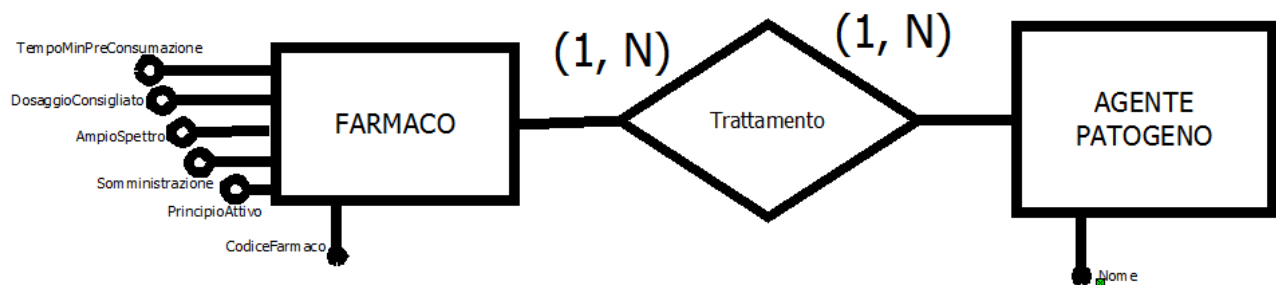 TempoMinPreConsumazione
DosaggioConsigliato
AmpioSpettro
Somministrazione
PrincipioAttivo
CodiceFarmaco
FARMACO
(1, N)
Trattamento
(1, N)
AGENTE
PATOGENO
Nome